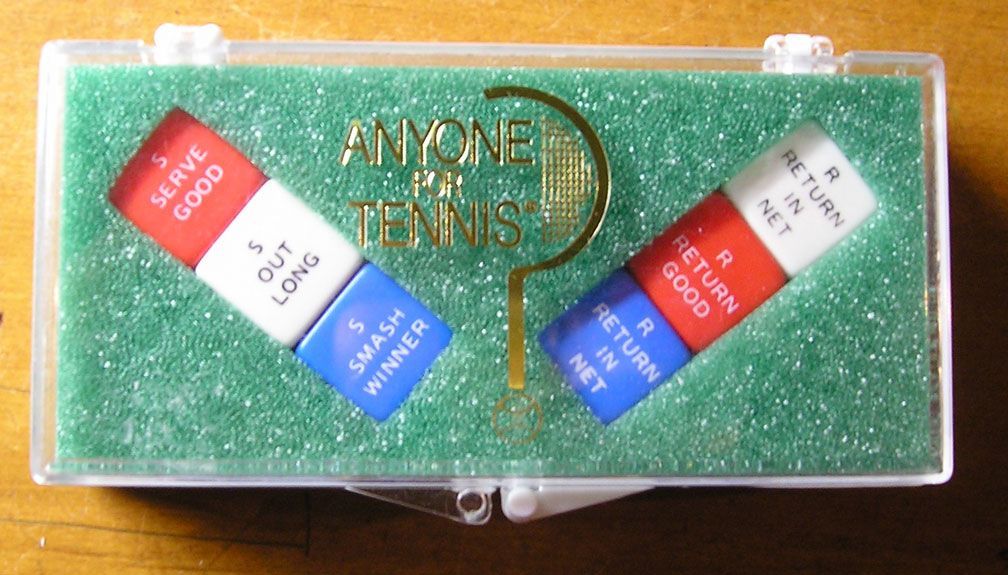 ANYONE
FOR
TENNIS®
S
SERVE
GOOD
S
OUT
LONG
S
SMASH
WINNER
R
RETURN
IN
NET
R
RETURN
GOOD
R
RETURN
IN
NET